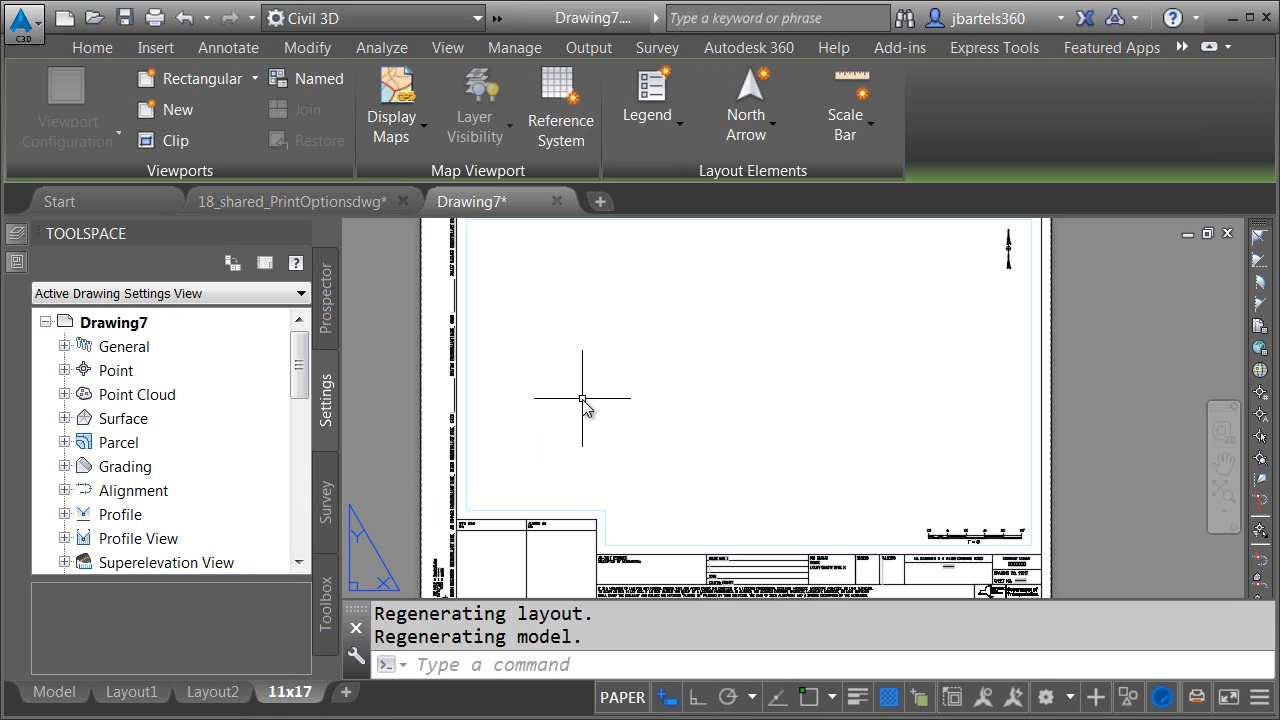 C3D
Civil 3D
Drawing7....
Type a keyword or phrase
jbartels360
Home Insert Annotate Modify Analyze View Manage Output Survey Autodesk 360 Help Add-ins Express Tools Featured Apps
Viewport Configuration
Rectangular
New
Clip
Named
Join
Restore
Viewports
Display Maps
Layer Visibility
Reference System
Map Viewport
Legend
North Arrow
Scale Bar
Layout Elements
Start
18_shared_PrintOptionsdwg*
Drawing7*
TOOLSPACE
Active Drawing Settings View
Drawing7
General
Point
Point Cloud
Surface
Parcel
Grading
Alignment
Profile
Profile View
Superelevation View
Prospector
Settings
Survey
Toolbox
Y
X
Regenerating layout.
Regenerating model.
Type a command
Model Layout1 Layout2 11x17
PAPER